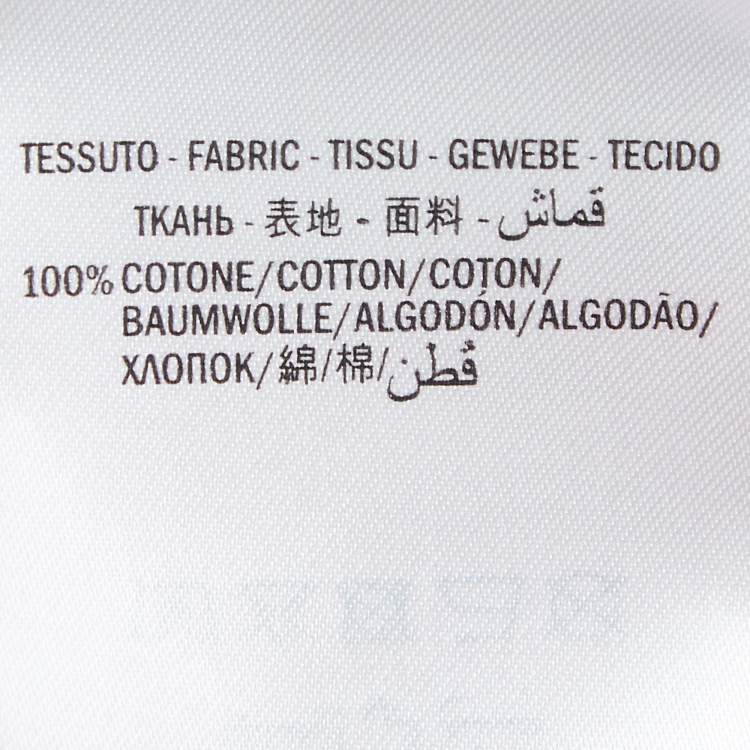 TESSUTO - FABRIC - TISSU - GEWEBE - TECIDO
ТКАНЬ - 表地 - 面料 - قماش
100% COTONE/COTTON/COTON/
BAUMWOLLE/ALGODÓN/ALGODÃO/
ХЛОПОК/綿/棉/قُطْن